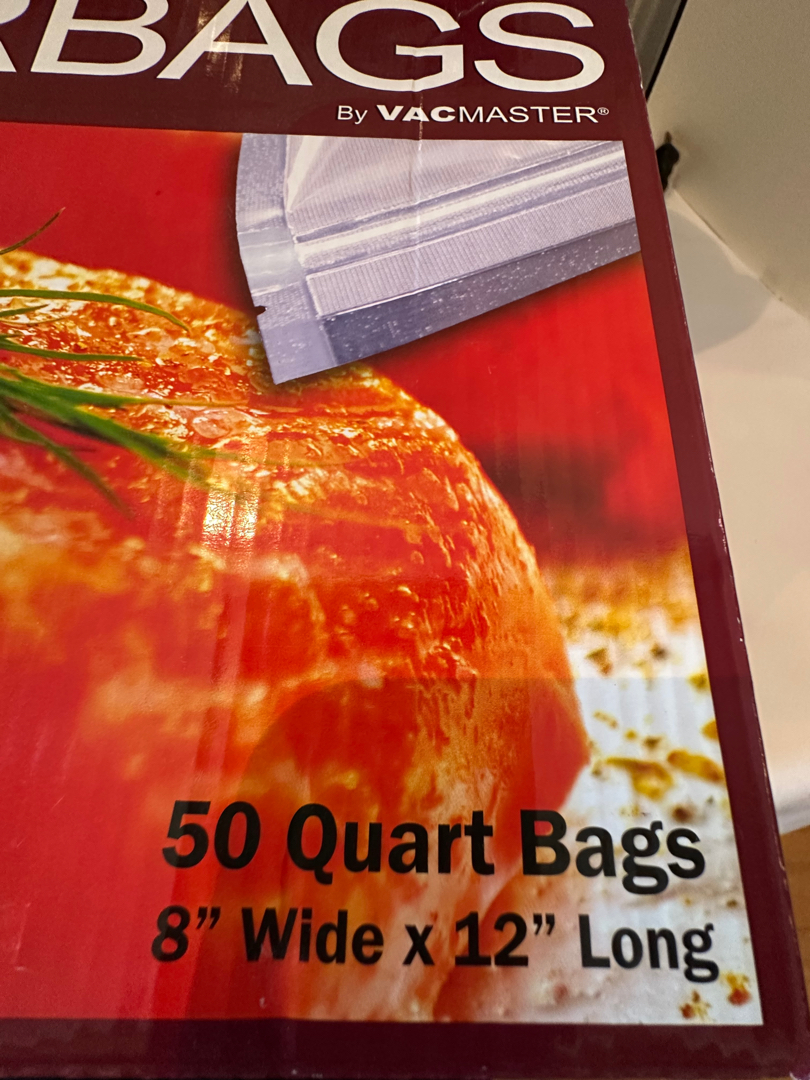 RBAGS
By VACMASTER®
50 Quart Bags
8” Wide x 12” Long